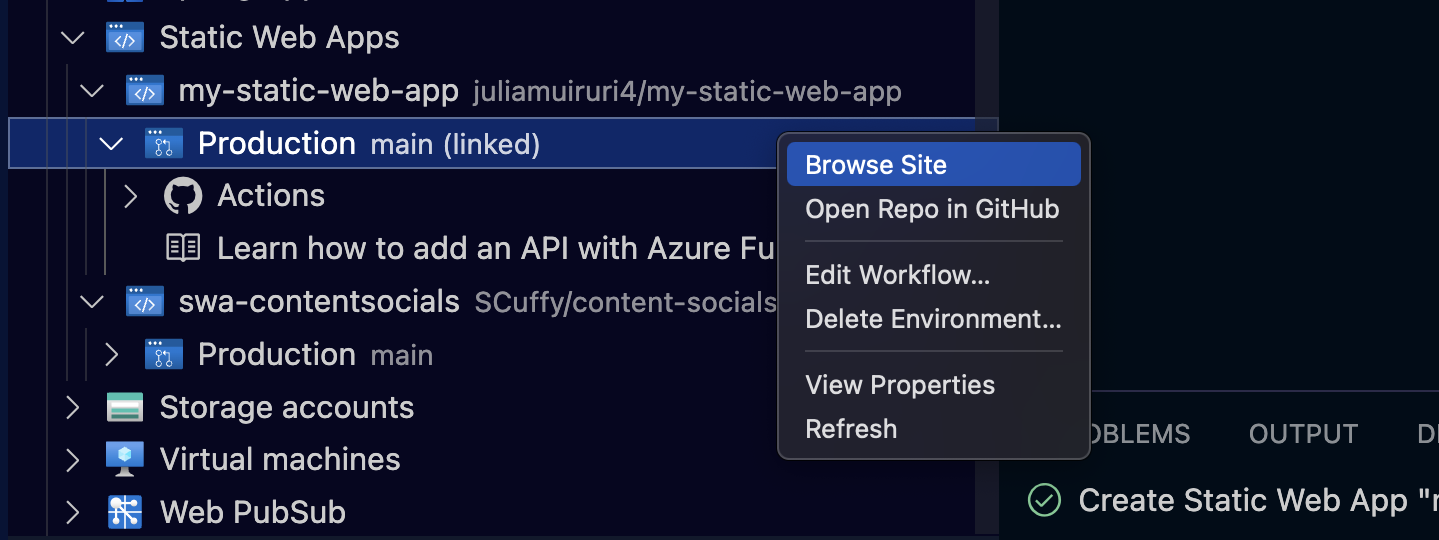 Static Web Apps
my-static-web-app juliamuiruri4/my-static-web-app
Production main (linked)
Actions
Learn how to add an API with Azure
swa-contentsocials SCuffy/content-socials
Production main
Storage accounts
Virtual machines
Web PubSub
Browse Site
Open Repo in GitHub
Edit Workflow...
Delete Environment...
View Properties
Refresh
OUTPUT
Create Static Web App